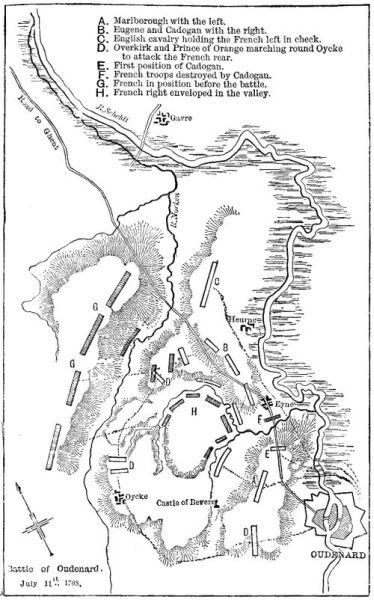 A. Marlborough with the left.
B. Eugene and Cadogan with the right.
C. English cavalry holding the French left in check.
D. Overkirk and Prince of Orange marching round Oycke
to attack the French rear.
E. First position of Cadogan.
F. French troops destroyed by Cadogan.
G. French in position before the battle.
H. French right enveloped in the valley.
R. Scheldt
Gavre
Road to Ghent
R. Norken
C
G
Heurne
B
G
D
H
Eyne
F
E
G
D
Oycke
Castle of Bevere
D
OUDENARD
Battle of Oudenard.
July 11th. 1708.